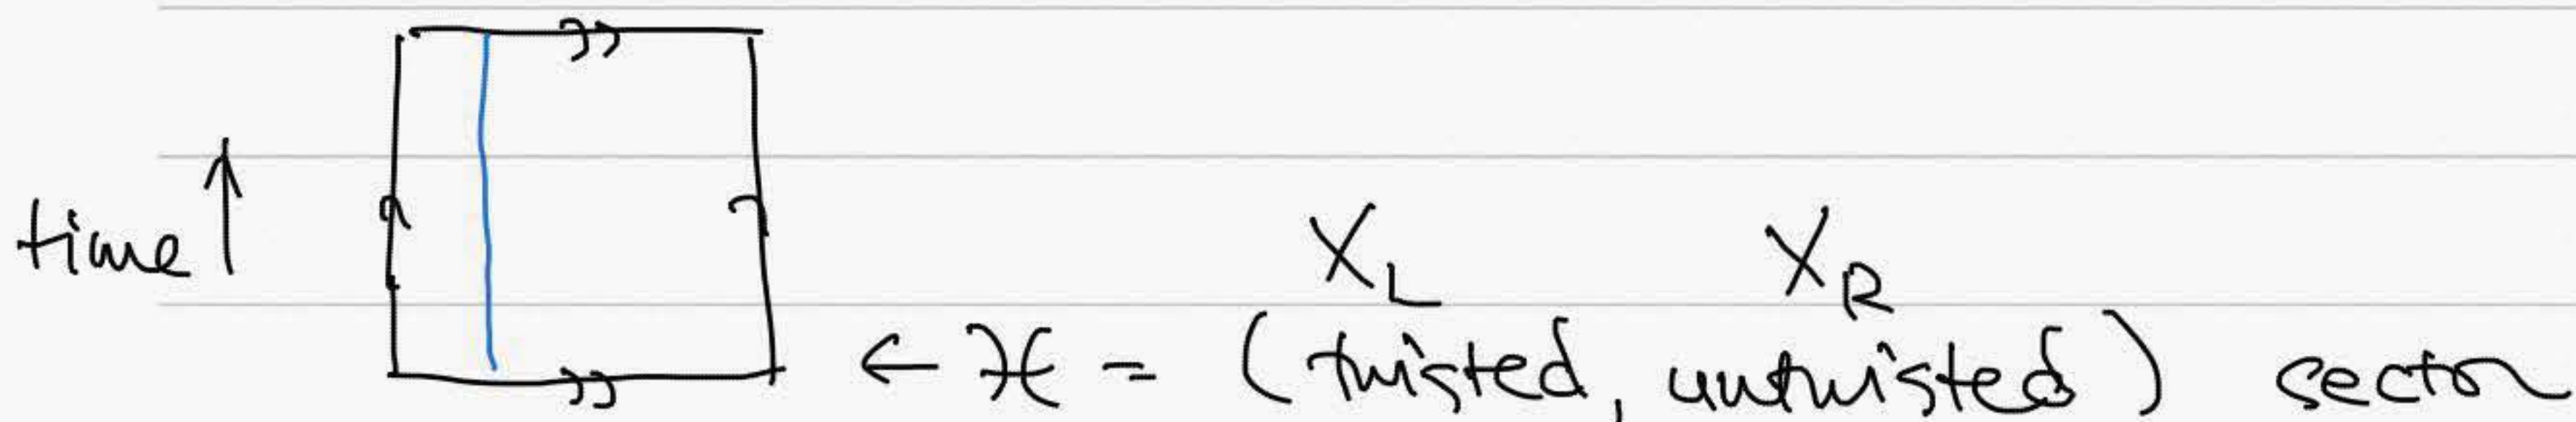 time ↑
X_L X_R
← H = (twisted, untwisted) sector